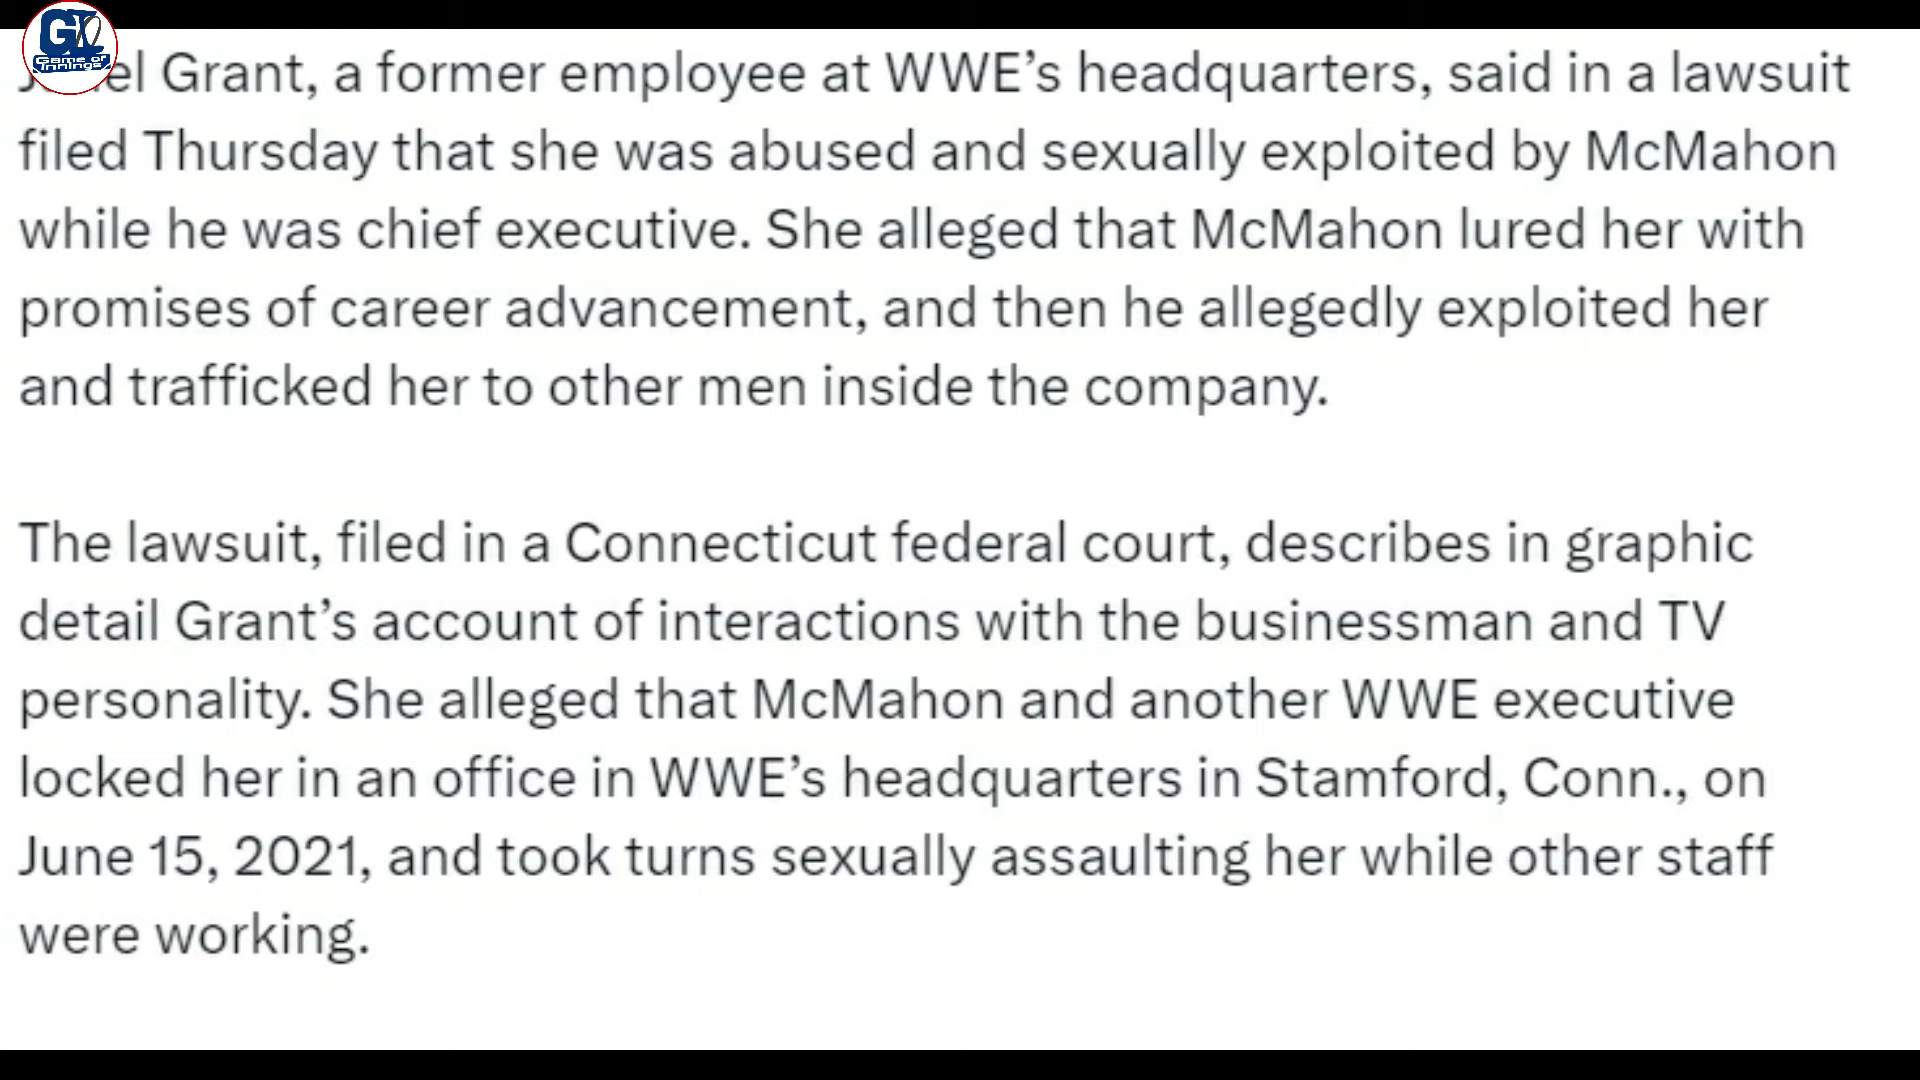 GI
Game of
Innings
el Grant, a former employee at WWE’s headquarters, said in a lawsuit
filed Thursday that she was abused and sexually exploited by McMahon
while he was chief executive. She alleged that McMahon lured her with
promises of career advancement, and then he allegedly exploited her
and trafficked her to other men inside the company.
The lawsuit, filed in a Connecticut federal court, describes in graphic
detail Grant’s account of interactions with the businessman and TV
personality. She alleged that McMahon and another WWE executive
locked her in an office in WWE’s headquarters in Stamford, Conn., on
June 15, 2021, and took turns sexually assaulting her while other staff
were working.